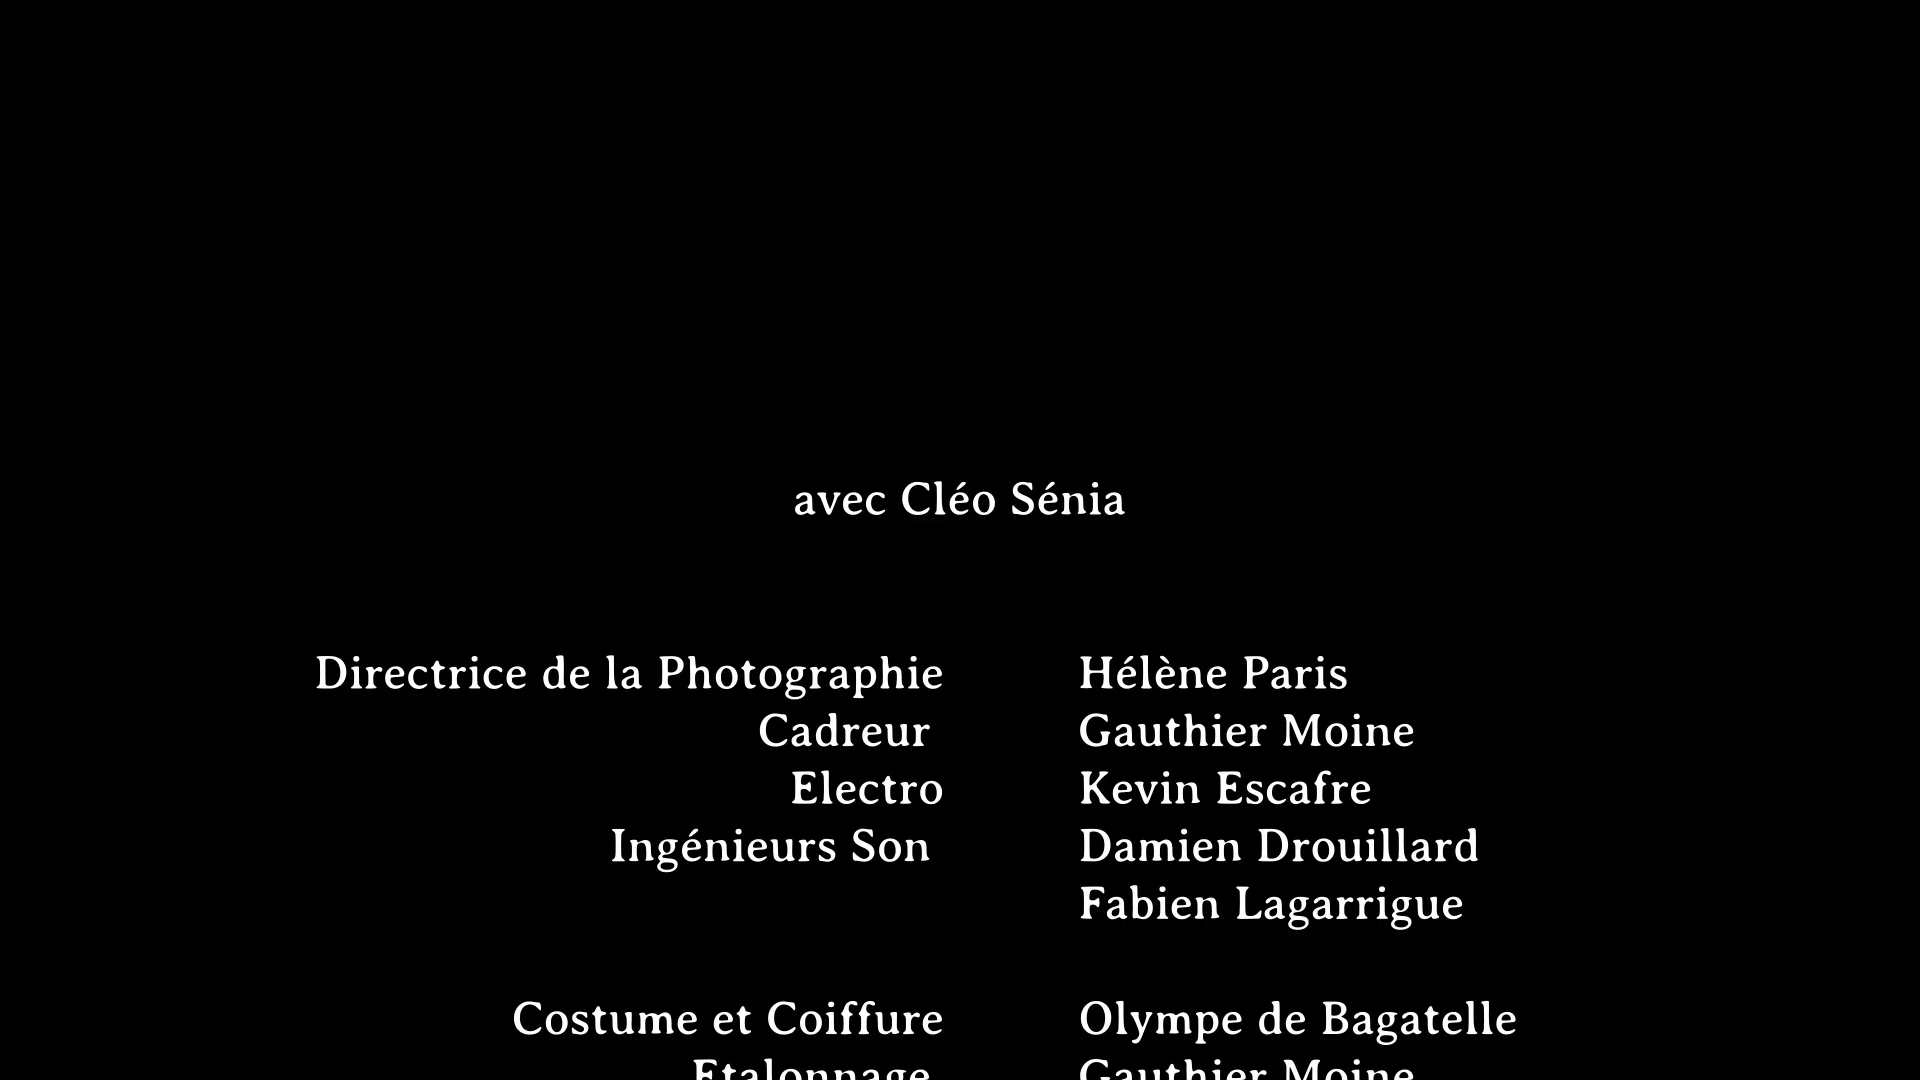 avec Cléo Sénia
Directrice de la Photographie Hélène Paris
Cadreur Gauthier Moine
Electro Kevin Escafre
Ingénieurs Son Damien Drouillard
Fabien Lagarrigue
Costume et Coiffure Olympe de Bagatelle
Etalonnage Gauthier Moine